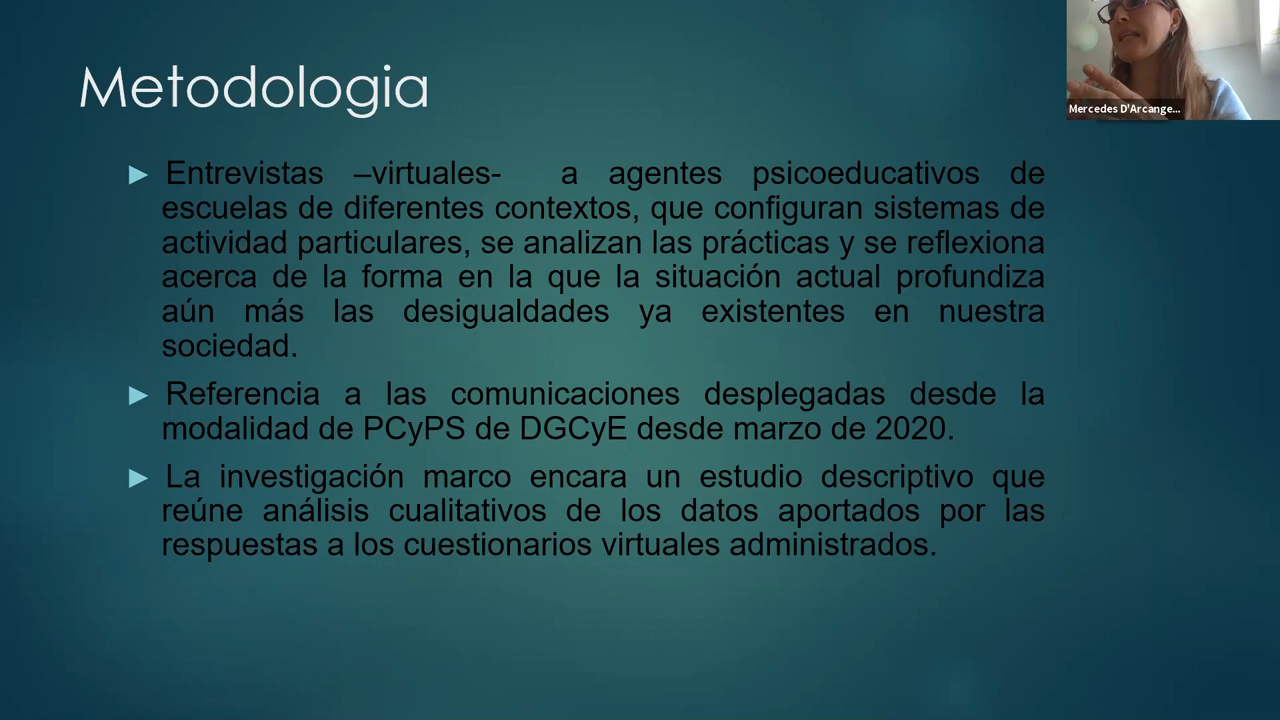 Metodologia
Mercedes D'Arcange...
► Entrevistas –virtuales- a agentes psicoeducativos de
escuelas de diferentes contextos, que configuran sistemas de
actividad particulares, se analizan las prácticas y se reflexiona
acerca de la forma en la que la situación actual profundiza
aún más las desigualdades ya existentes en nuestra
sociedad.
► Referencia a las comunicaciones desplegadas desde la
modalidad de PCyPS de DGCyE desde marzo de 2020.
► La investigación marco encara un estudio descriptivo que
reúne análisis cualitativos de los datos aportados por las
respuestas a los cuestionarios virtuales administrados.